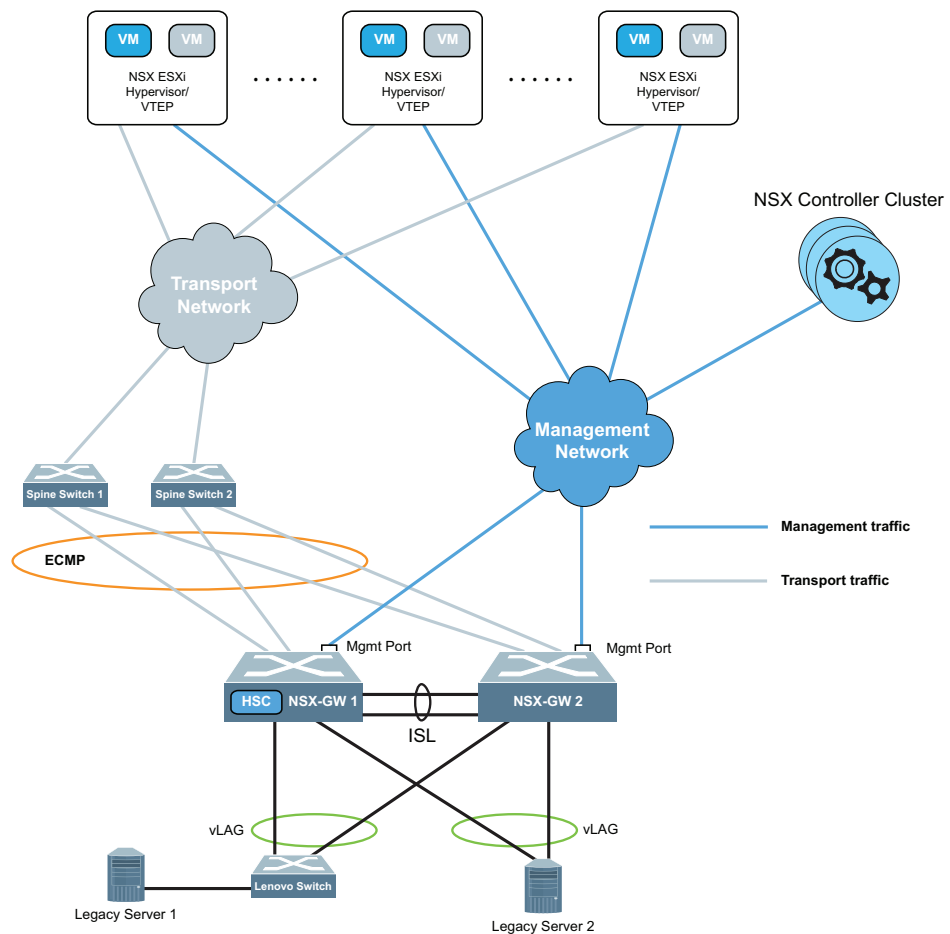 VM VM VM VM VM VM
NSX ESXi NSX ESXi NSX ESXi
Hypervisor/ Hypervisor/ Hypervisor/
VTEP VTEP VTEP
NSX Controller Cluster
Transport
Network
Management
Network
Spine Switch 1
Spine Switch 2
Management traffic
ECMP
Transport traffic
Mgmt Port
Mgmt Port
HSC
NSX-GW 1
NSX-GW 2
ISL
vLAG
vLAG
Lenovo Switch
Legacy Server 1
Legacy Server 2